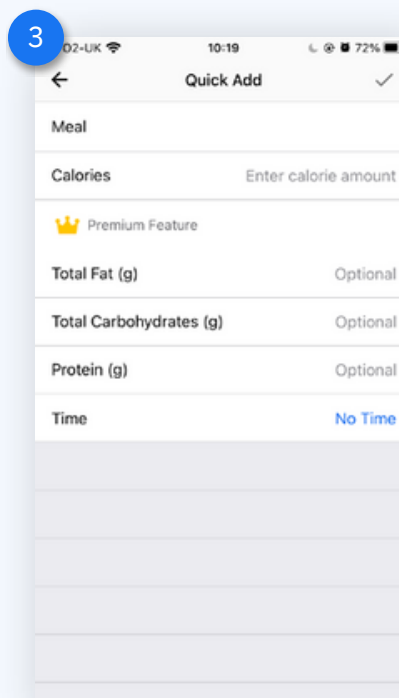 3
O2-UK 10:19 72%
Quick Add
Meal
Calories Enter calorie amount
Premium Feature
Total Fat (g) Optional
Total Carbohydrates (g) Optional
Protein (g) Optional
Time No Time